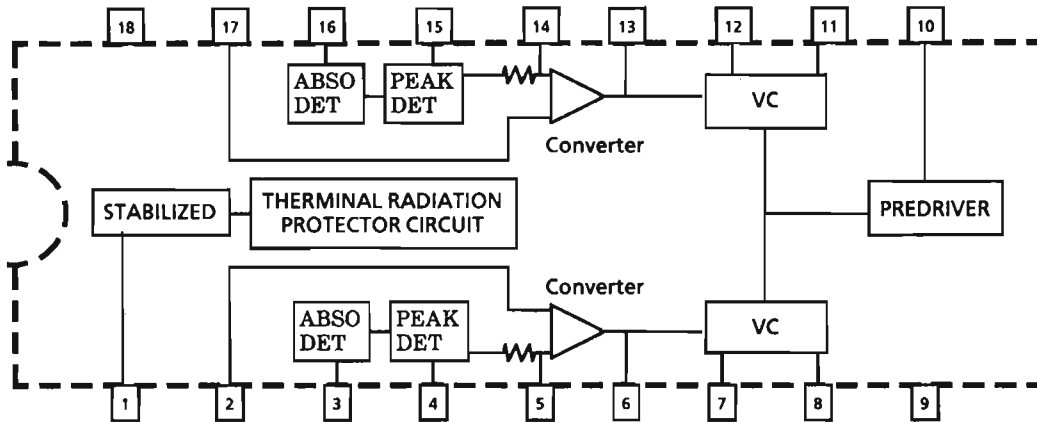 18 17 16 15 14 13 12 11 10
ABSO
DET
PEAK
DET
Converter
VC
STABILIZED
THERMINAL RADIATION
PROTECTOR CIRCUIT
PREDRIVER
Converter
ABSO
DET
PEAK
DET
VC
1 2 3 4 5 6 7 8 9